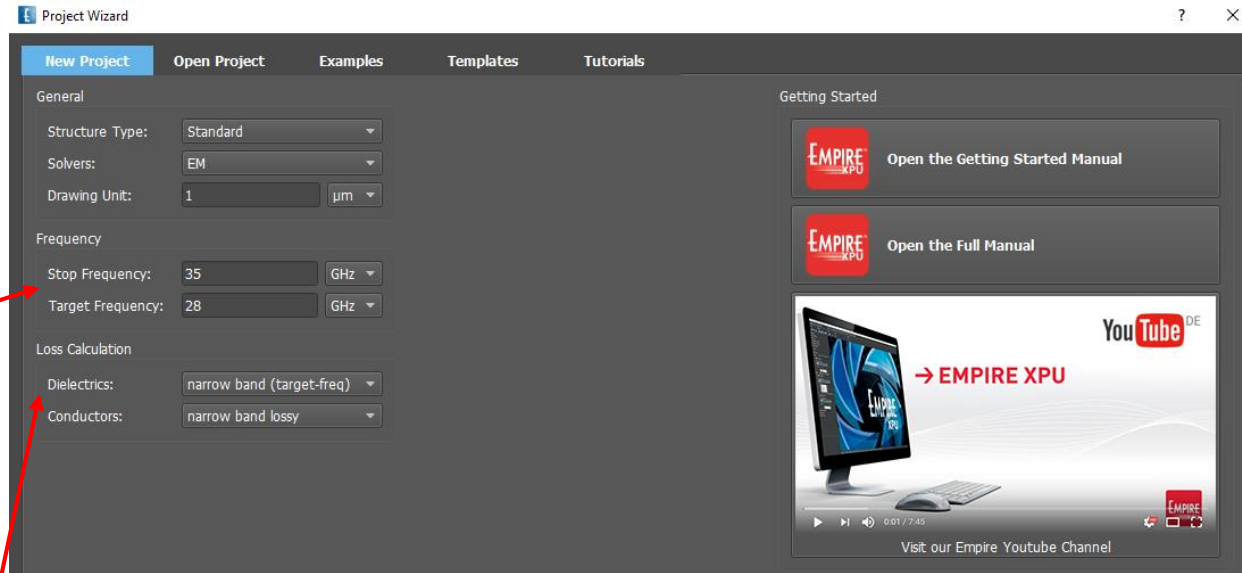 Project Wizard
? ×
New Project Open Project Examples Templates Tutorials
General
Structure Type: Standard
Solvers: EM
Drawing Unit: 1 µm
Frequency
Stop Frequency: 35 GHz
Target Frequency: 28 GHz
Loss Calculation
Dielectrics: narrow band (target-freq)
Conductors: narrow band lossy
Getting Started
EMPIRE XPU
Open the Getting Started Manual
EMPIRE XPU
Open the Full Manual
YouTube DE
→ EMPIRE XPU
EMPIRE XPU
EMPIRE
0:01 / 7:45
Visit our Empire Youtube Channel